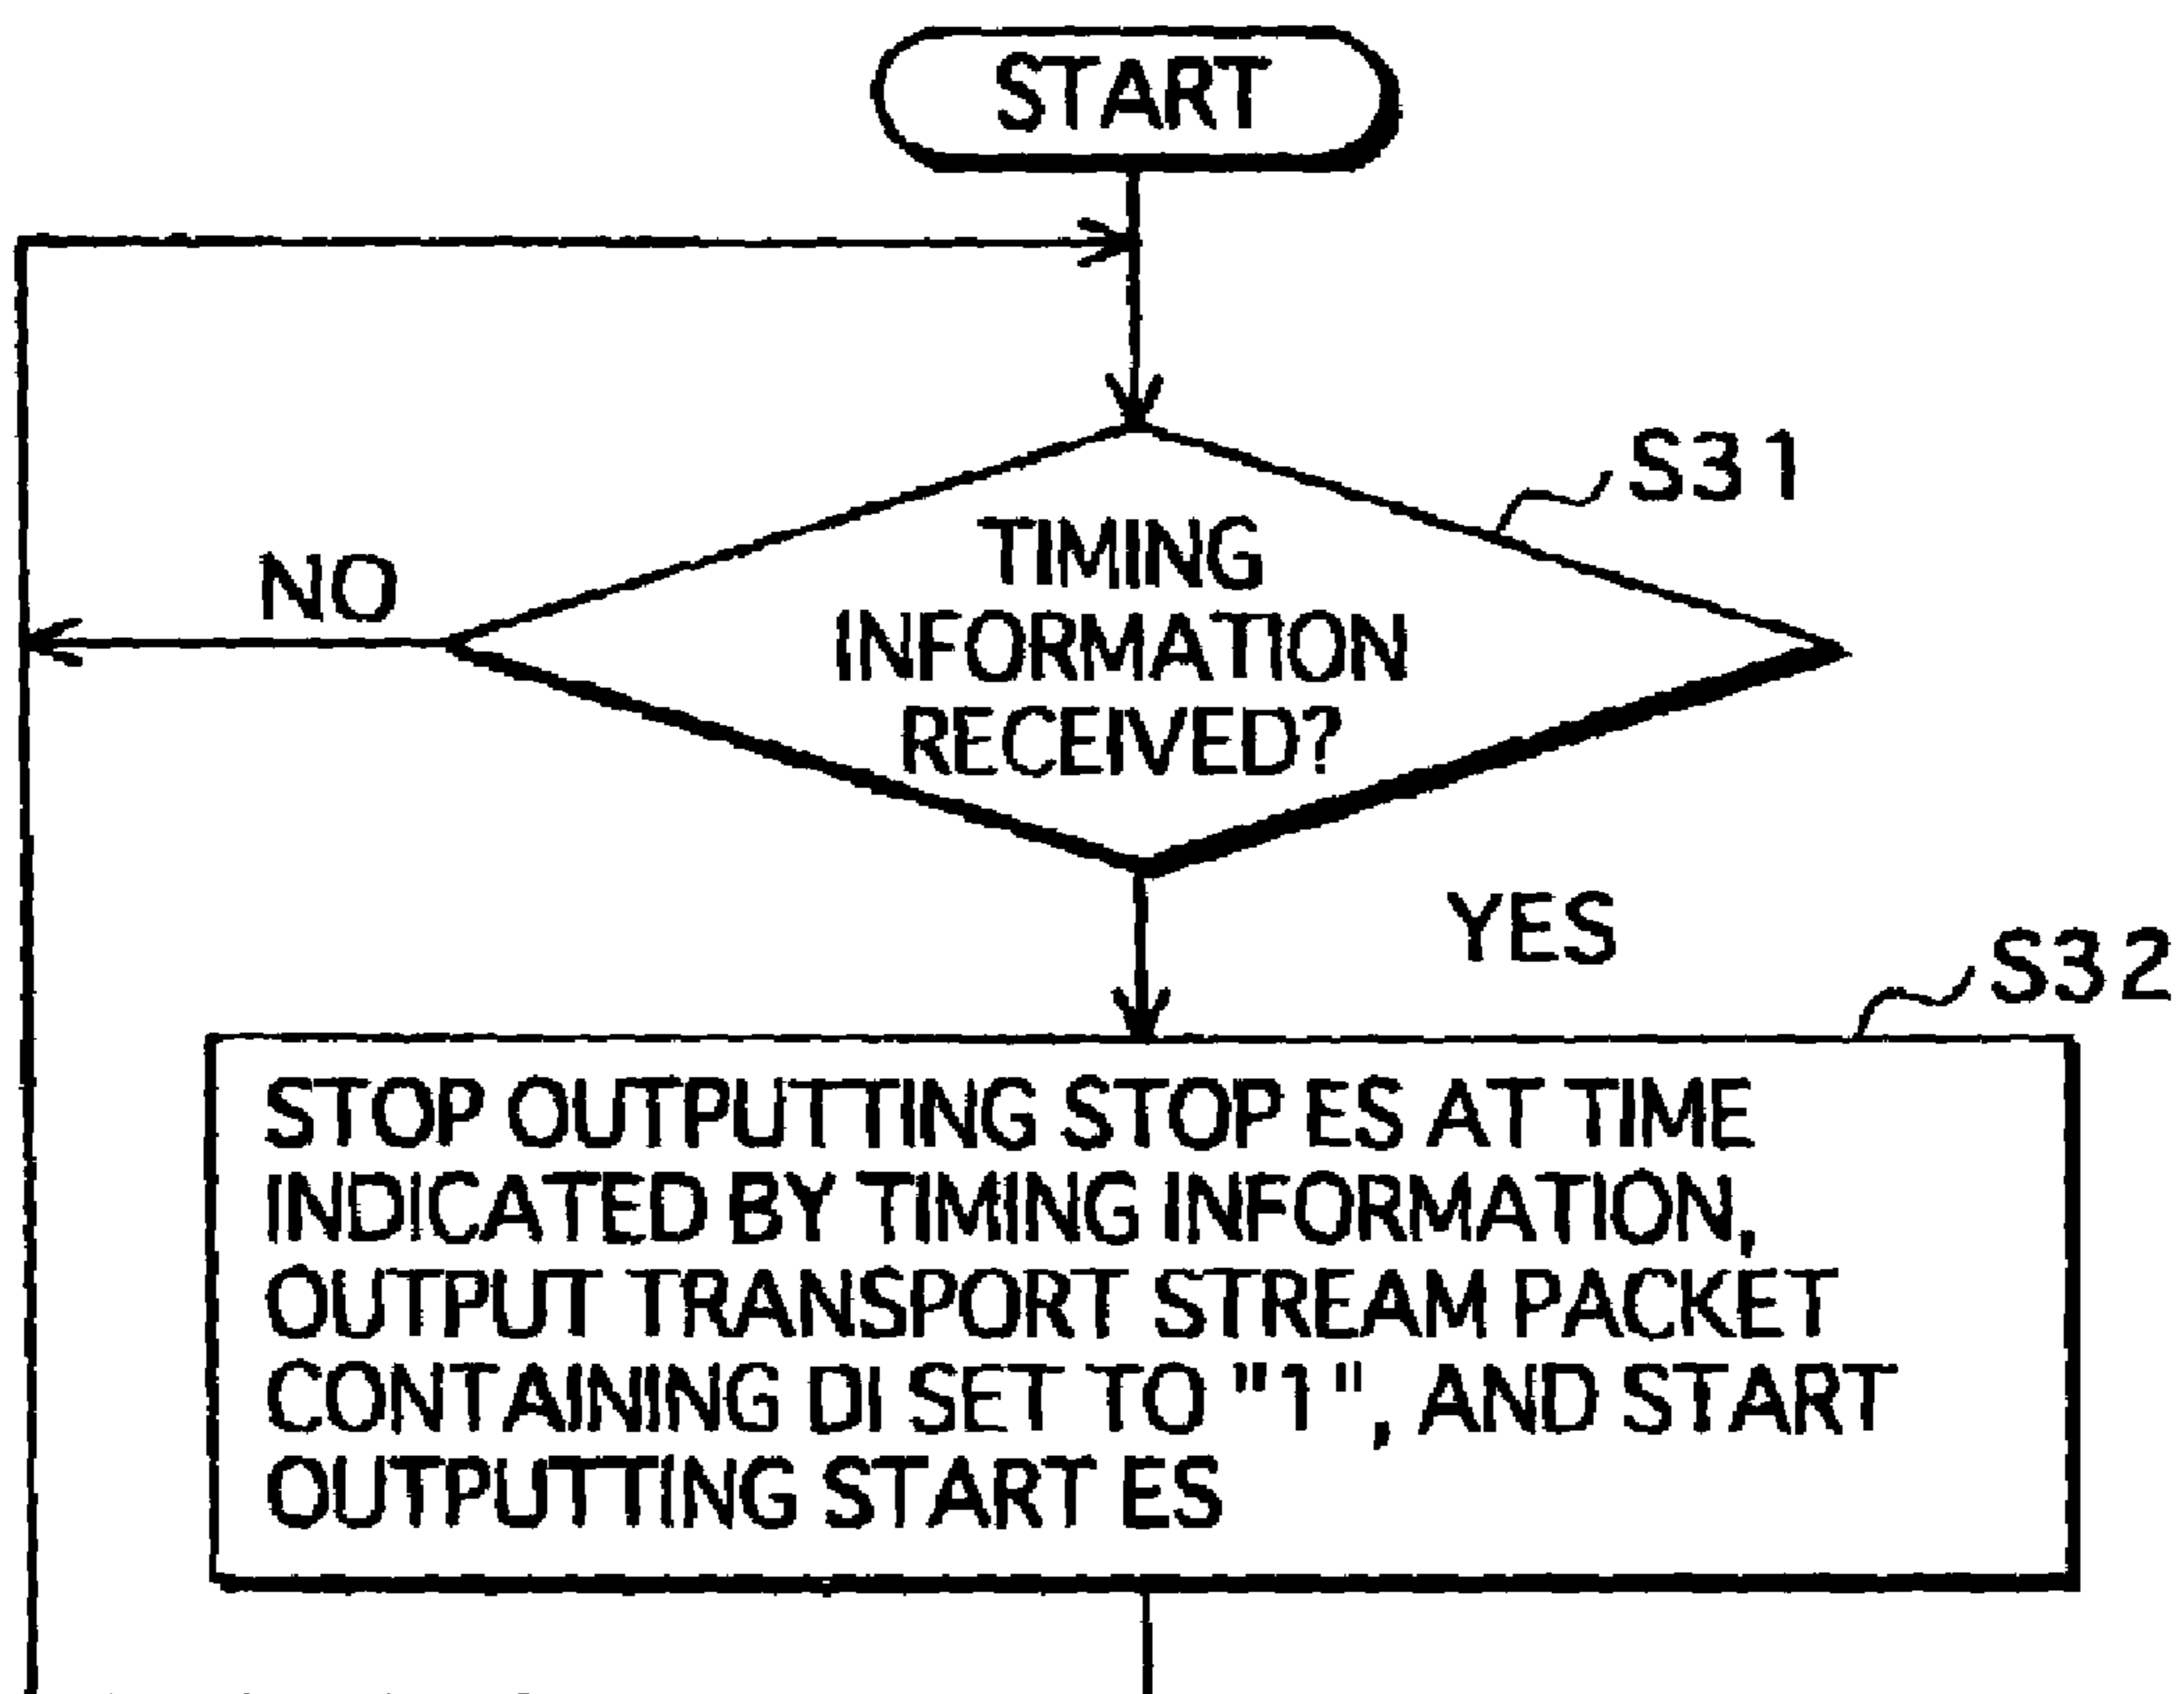 START
S31
TIMING
INFORMATION
RECEIVED?
NO
YES
S32
STOP OUTPUTTING STOP ES AT TIME
INDICATED BY TIMING INFORMATION,
OUTPUT TRANSPORT STREAM PACKET
CONTAINING DI SET TO "1", AND START
OUTPUTTING START ES